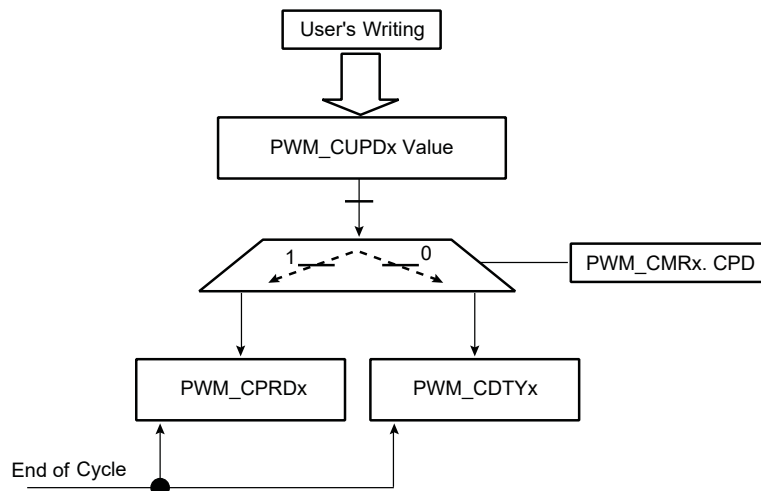 User's Writing
PWM_CUPDx Value
1
0
PWM_CMRx. CPD
PWM_CPRDx
PWM_CDTYx
End of Cycle